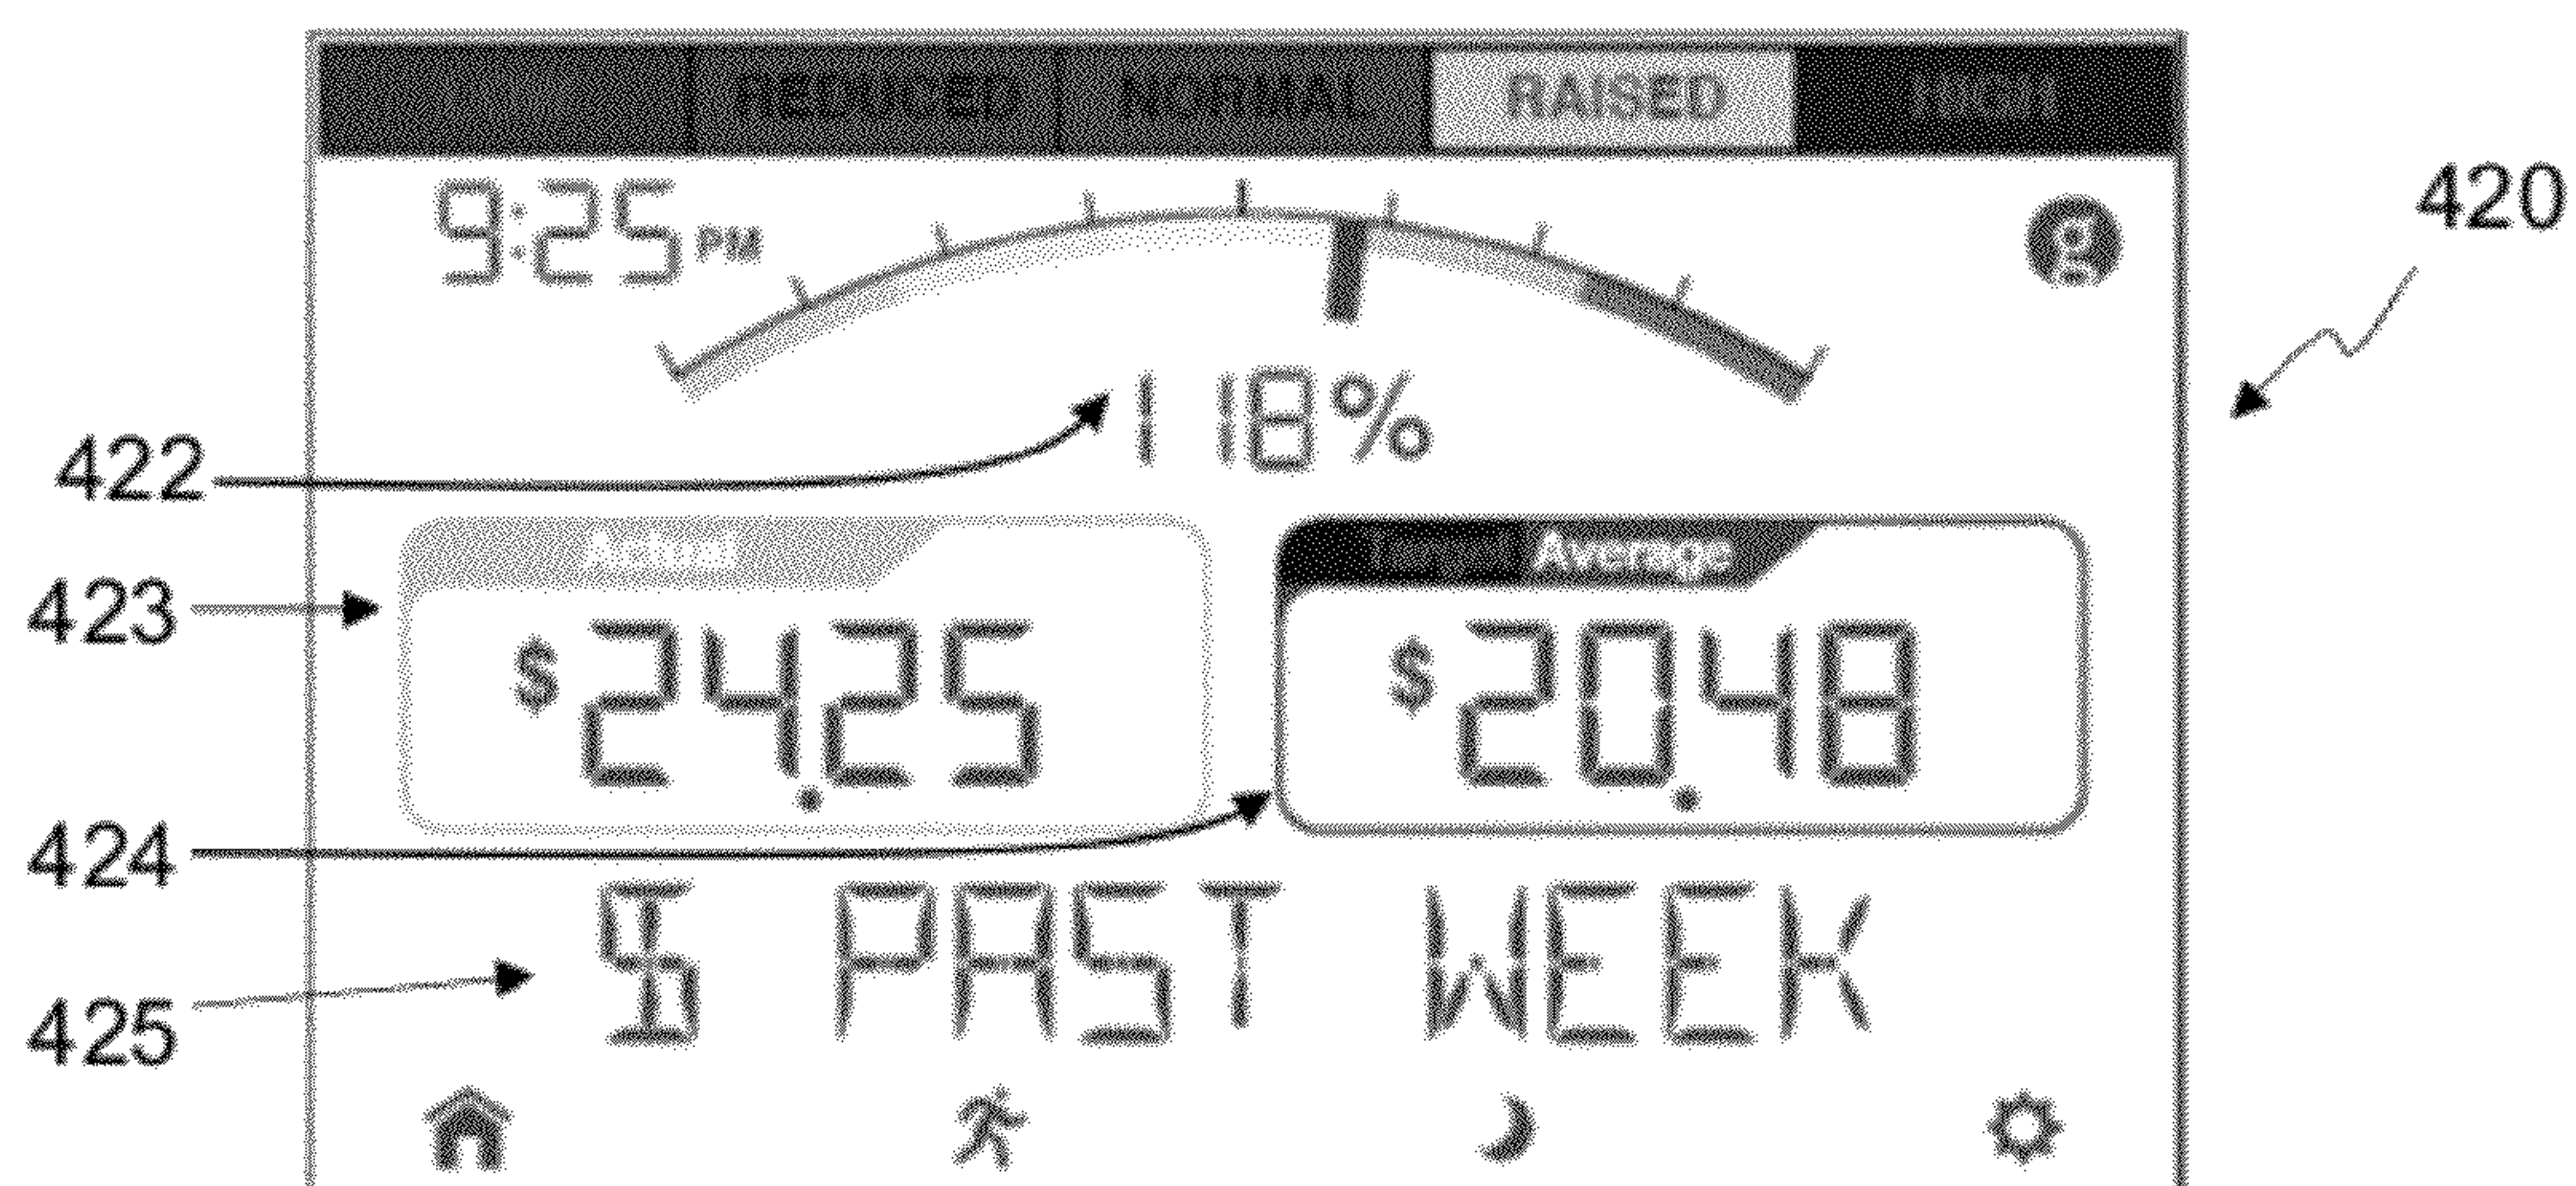 REDUCED NORMAL RAISED HIGH
9:25 PM
g
420
118%
422
Actual
Average
423
$24.25
$20.48
424
$ PAST WEEK
425